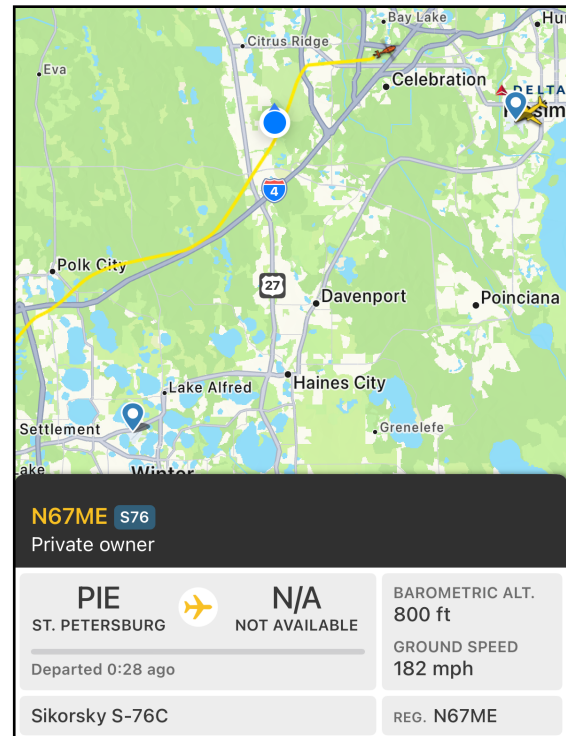 Bay Lake
Hu
Citrus Ridge
Eva
Celebration
DELTA
4
Polk City
27
Davenport
Poinciana
Lake Alfred
Haines City
Settlement
Grenelefe
Lake
Winter
N67ME S76
Private owner
PIE
ST. PETERSBURG
N/A
NOT AVAILABLE
Departed 0:28 ago
BAROMETRIC ALT.
800 ft
GROUND SPEED
182 mph
Sikorsky S-76C
REG. N67ME